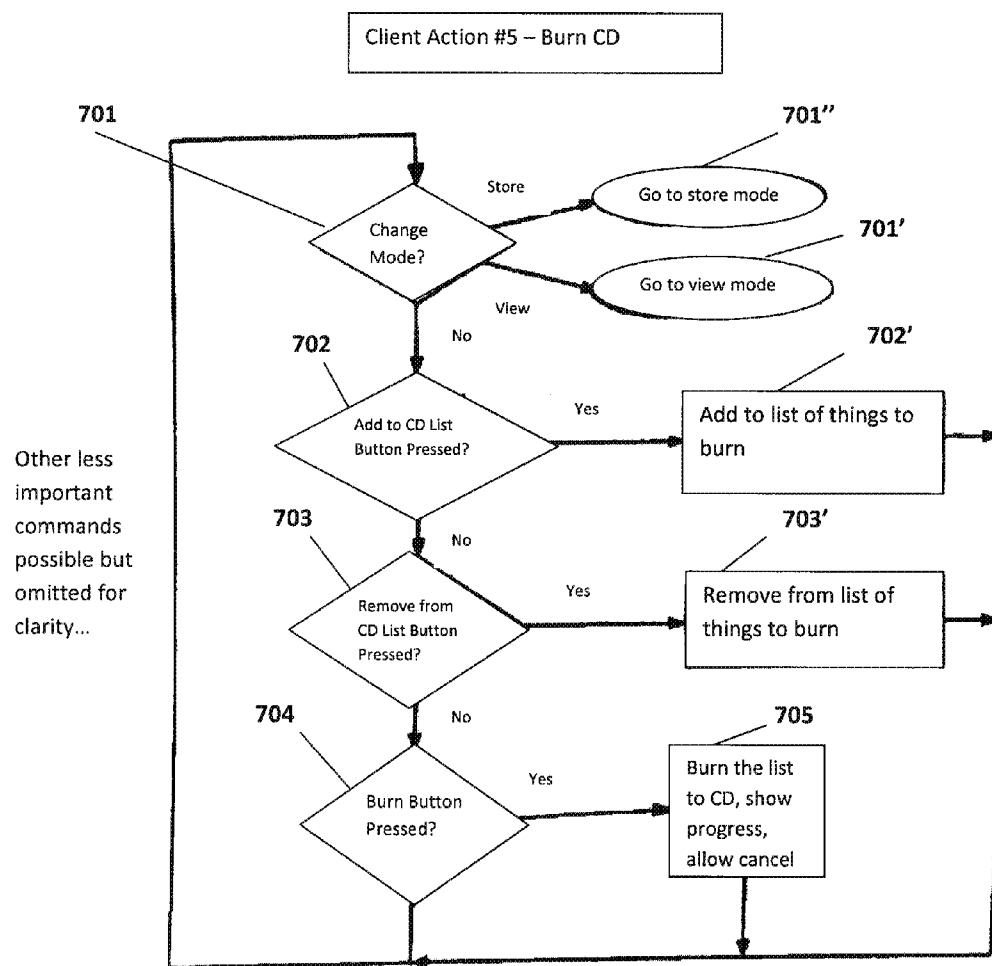 Client Action #5 – Burn CD
701
701''
Store
Go to store mode
Change
Mode?
701'
Go to view mode
View
No
702
702'
Add to CD List
Button Pressed?
Yes
Add to list of things to
burn
Other less
important
commands
possible but
omitted for
clarity...
703
No
703'
Remove from
CD List Button
Pressed?
Yes
Remove from list of
things to burn
704
No
705
Burn Button
Pressed?
Yes
Burn the list
to CD, show
progress,
allow cancel